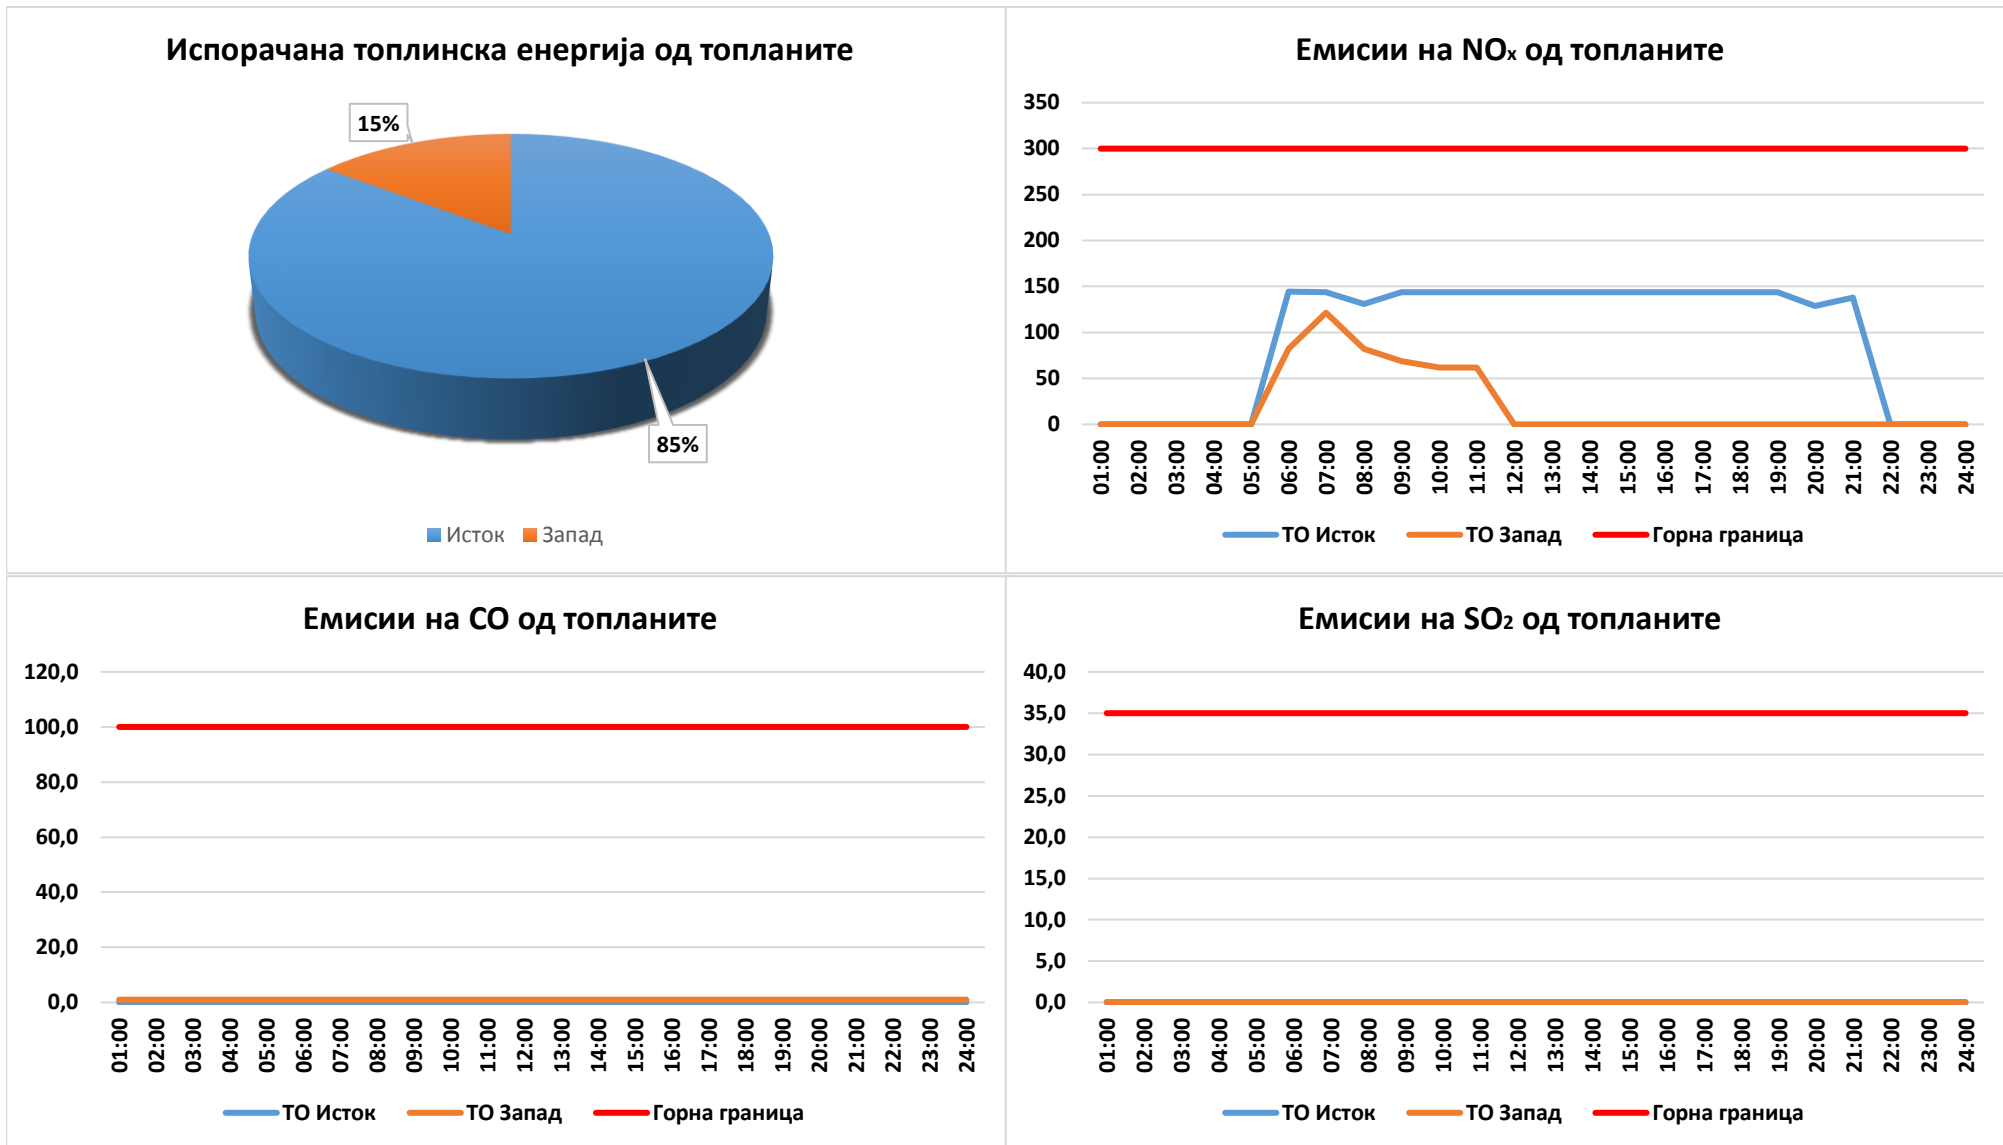 Испорачана топлинска енергија од топланите
15%
85%
Исток Запад
Емисии на NOₓ од топланите
350
300
250
200
150
100
50
0
01:00 02:00 03:00 04:00 05:00 06:00 07:00 08:00 09:00 10:00 11:00 12:00 13:00 14:00 15:00 16:00 17:00 18:00 19:00 20:00 21:00 22:00 23:00 24:00
ТО Исток ТО Запад Горна граница
Емисии на CO од топланите
120,0
100,0
80,0
60,0
40,0
20,0
0,0
01:00 02:00 03:00 04:00 05:00 06:00 07:00 08:00 09:00 10:00 11:00 12:00 13:00 14:00 15:00 16:00 17:00 18:00 19:00 20:00 21:00 22:00 23:00 24:00
ТО Исток ТО Запад Горна граница
Емисии на SO₂ од топланите
40,0
35,0
30,0
25,0
20,0
15,0
10,0
5,0
0,0
01:00 02:00 03:00 04:00 05:00 06:00 07:00 08:00 09:00 10:00 11:00 12:00 13:00 14:00 15:00 16:00 17:00 18:00 19:00 20:00 21:00 22:00 23:00 24:00
ТО Исток ТО Запад Горна граница